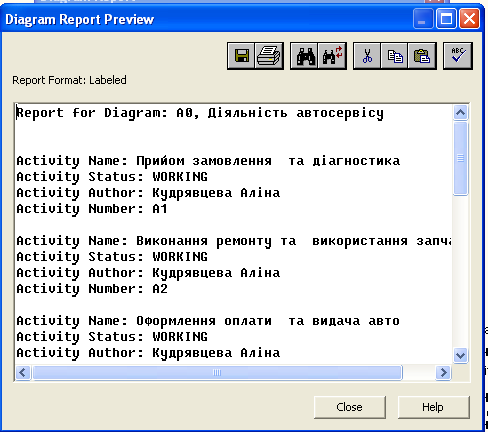 Diagram Report Preview
ABC
Report Format: Labeled
Report for Diagram: A0, Діяльність автосервісу
Activity Name: Прийом замовлення  та діагностика
Activity Status: WORKING
Activity Author: Кудрявцева Аліна
Activity Number: A1
Activity Name: Виконання ремонту та  використання запча
Activity Status: WORKING
Activity Author: Кудрявцева Аліна
Activity Number: A2
Activity Name: Оформлення оплати  та видача авто
Activity Status: WORKING
Activity Author: Кудрявцева Аліна
Close
Help